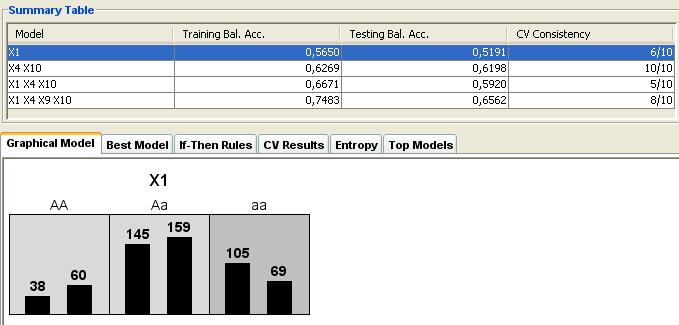 Summary Table
Model Training Bal. Acc. Testing Bal. Acc. CV Consistency
X1 0,5650 0,5191 6/10
X4 X10 0,6269 0,6198 10/10
X1 X4 X10 0,6671 0,5920 5/10
X1 X4 X9 X10 0,7483 0,6562 8/10
Graphical Model Best Model If-Then Rules CV Results Entropy Top Models
X1
AA Aa aa
38 60 145 159 105 69